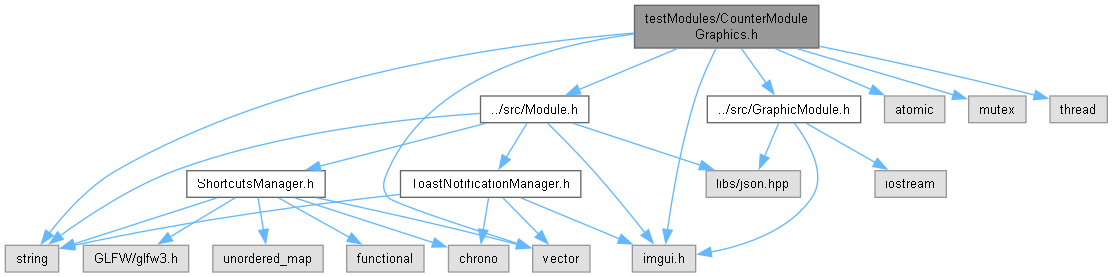 testModules/CounterModule
Graphics.h
../src/Module.h
../src/GraphicModule.h
atomic
mutex
thread
ShortcutsManager.h
ToastNotificationManager.h
libs/json.hpp
iostream
string
GLFW/glfw3.h
unordered_map
functional
chrono
vector
imgui.h